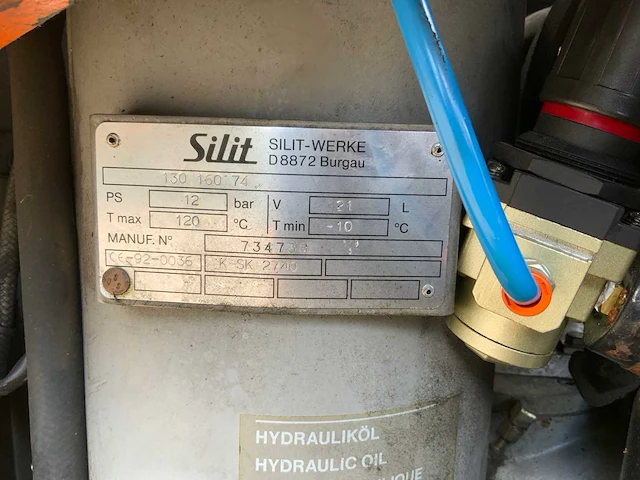 Silit SILIT-WERKE
D8872 Burgau
130 160 74
PS 12 bar V 21 L
T max 120 °C T min -10 °C
MANUF. Nº
CE-92-0036
HYDRAULIKÖL
HYDRAULIC OIL